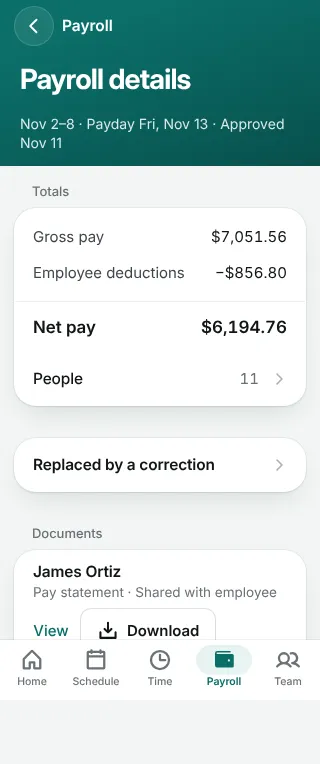 Payroll
Payroll details
Nov 2–8 · Payday Fri, Nov 13 · Approved
Nov 11
Totals
Gross pay $7,051.56
Employee deductions −$856.80
Net pay $6,194.76
People 11
Replaced by a correction
Documents
James Ortiz
Pay statement · Shared with employee
View Download
Home Schedule Time Payroll Team